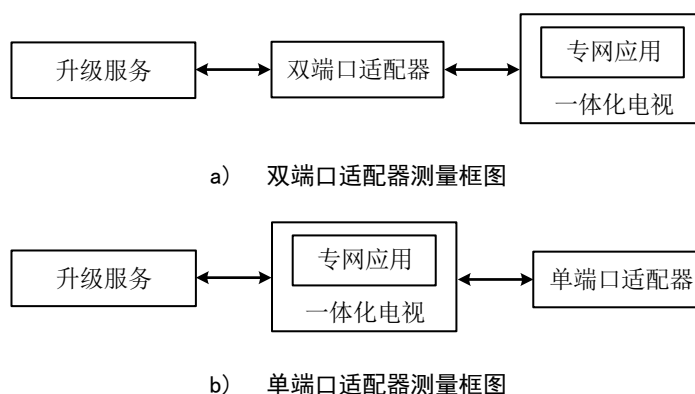 升级服务
双端口适配器
专网应用
一体化电视
a） 双端口适配器测量框图
升级服务
专网应用
一体化电视
单端口适配器
b） 单端口适配器测量框图